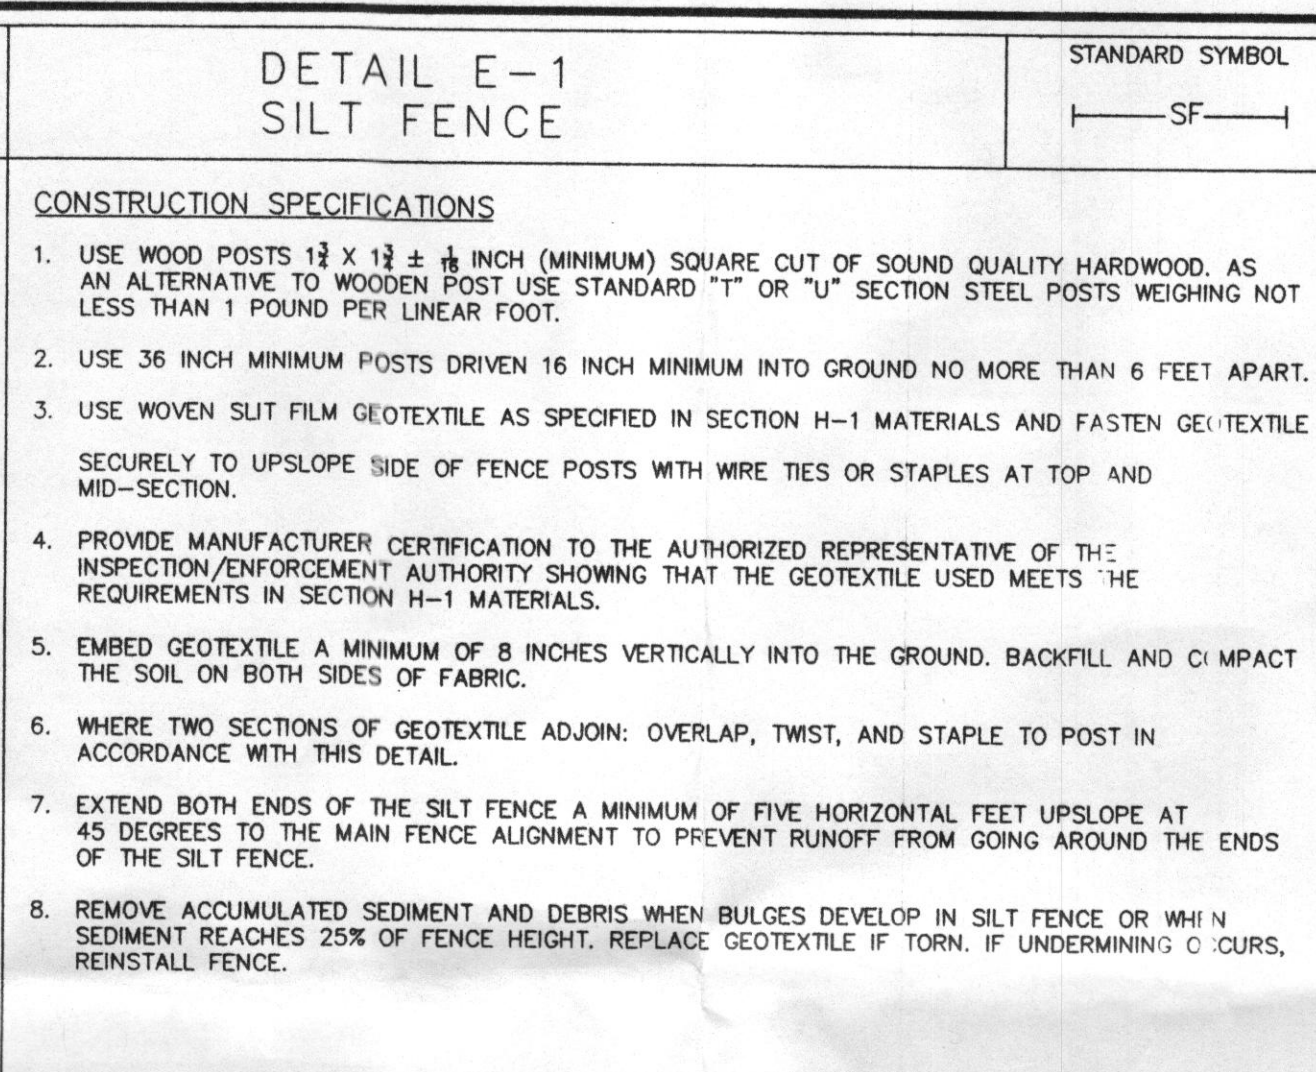 DETAIL E-1
SILT FENCE
STANDARD SYMBOL
SF
CONSTRUCTION SPECIFICATIONS
1. USE WOOD POSTS 1¾ X 1¾ ± 1/16 INCH (MINIMUM) SQUARE CUT OF SOUND QUALITY HARDWOOD. AS
AN ALTERNATIVE TO WOODEN POST USE STANDARD "T" OR "U" SECTION STEEL POSTS WEIGHING NOT
LESS THAN 1 POUND PER LINEAR FOOT.
2. USE 36 INCH MINIMUM POSTS DRIVEN 16 INCH MINIMUM INTO GROUND NO MORE THAN 6 FEET APART.
3. USE WOVEN SLIT FILM GEOTEXTILE AS SPECIFIED IN SECTION H-1 MATERIALS AND FASTEN GEOTEXTILE
SECURELY TO UPSLOPE SIDE OF FENCE POSTS WITH WIRE TIES OR STAPLES AT TOP AND
MID-SECTION.
4. PROVIDE MANUFACTURER CERTIFICATION TO THE AUTHORIZED REPRESENTATIVE OF THE
INSPECTION/ENFORCEMENT AUTHORITY SHOWING THAT THE GEOTEXTILE USED MEETS THE
REQUIREMENTS IN SECTION H-1 MATERIALS.
5. EMBED GEOTEXTILE A MINIMUM OF 8 INCHES VERTICALLY INTO THE GROUND. BACKFILL AND COMPACT
THE SOIL ON BOTH SIDES OF FABRIC.
6. WHERE TWO SECTIONS OF GEOTEXTILE ADJOIN: OVERLAP, TWIST, AND STAPLE TO POST IN
ACCORDANCE WITH THIS DETAIL.
7. EXTEND BOTH ENDS OF THE SILT FENCE A MINIMUM OF FIVE HORIZONTAL FEET UPSLOPE AT
45 DEGREES TO THE MAIN FENCE ALIGNMENT TO PREVENT RUNOFF FROM GOING AROUND THE ENDS
OF THE SILT FENCE.
8. REMOVE ACCUMULATED SEDIMENT AND DEBRIS WHEN BULGES DEVELOP IN SILT FENCE OR WHEN
SEDIMENT REACHES 25% OF FENCE HEIGHT. REPLACE GEOTEXTILE IF TORN. IF UNDERMINING OCCURS,
REINSTALL FENCE.